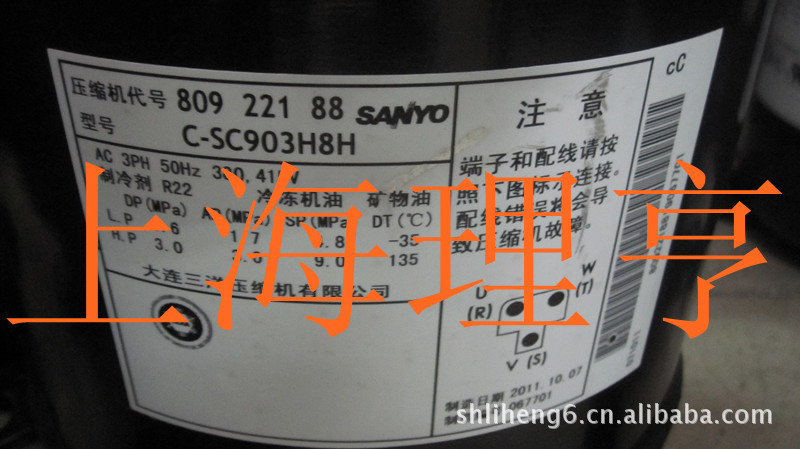 压缩机代号 809 221 88 SANYO
型号 C-SC903H8H
AC 3PH 50Hz
制冷剂 R22 冷冻机油 矿物油
DP(MPa) SP(MPa) DT(℃)
L.P -35
H.P 3.0 9.0 135
大连三洋压缩机有限公司
注 意
端子和配线请按
照下图标示连接。
配线错误将会导
致压缩机故障。
U
(R)
W
(T)
V (S)
制造日期 2011.10.07
067701
cC
上海理亨
shliheng6.cn.alibaba.com